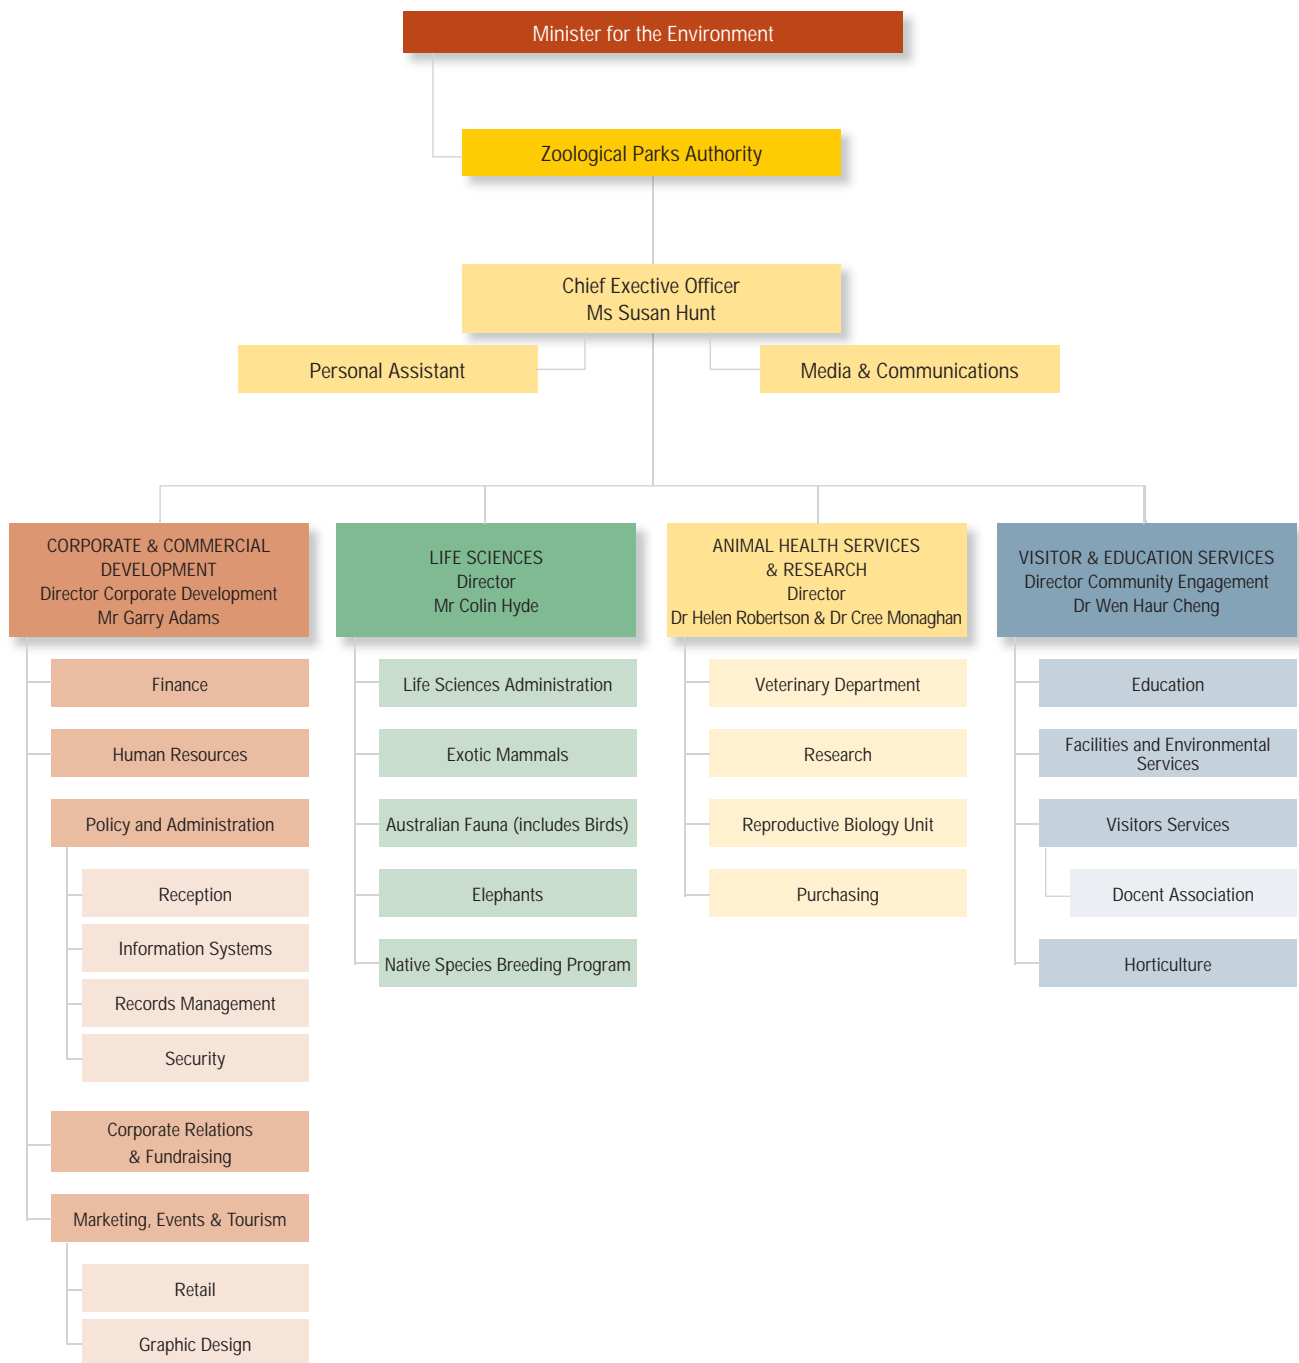 Minister for the Environment
Zoological Parks Authority
Chief Exective Officer
Ms Susan Hunt
Personal Assistant
Media & Communications
CORPORATE & COMMERCIAL
DEVELOPMENT
Director Corporate Development
Mr Garry Adams
LIFE SCIENCES
Director
Mr Colin Hyde
ANIMAL HEALTH SERVICES
& RESEARCH
Director
Dr Helen Robertson & Dr Cree Monaghan
VISITOR & EDUCATION SERVICES
Director Community Engagement
Dr Wen Haur Cheng
Finance
Human Resources
Policy and Administration
Reception
Information Systems
Records Management
Security
Corporate Relations
& Fundraising
Marketing, Events & Tourism
Retail
Graphic Design
Life Sciences Administration
Exotic Mammals
Australian Fauna (includes Birds)
Elephants
Native Species Breeding Program
Veterinary Department
Research
Reproductive Biology Unit
Purchasing
Education
Facilities and Environmental
Services
Visitors Services
Docent Association
Horticulture